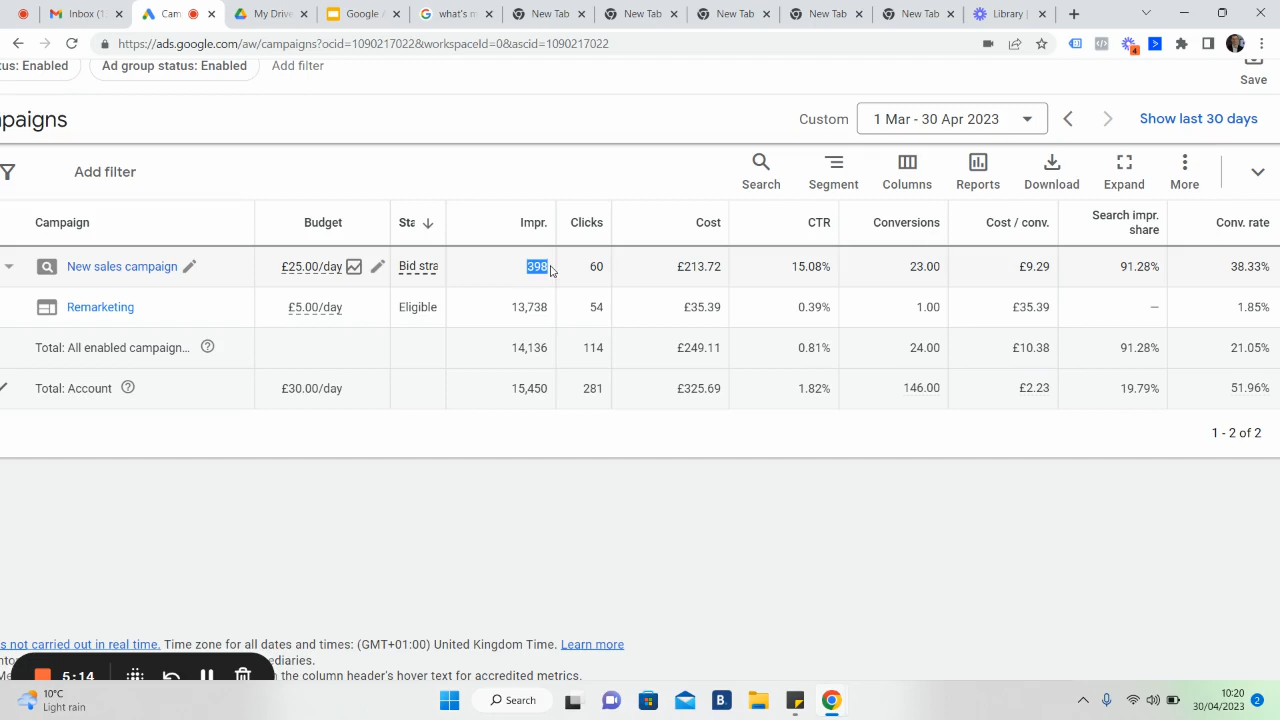 Inbox (1,
Cam
My Drive
Google A
what's m
New Tab
New Tab
New Tab
New Tab
New Tab
Library |
https://ads.google.com/aw/campaigns?ocid=1090217022&workspaceId=0&ascid=1090217022
4
tus: Enabled
Ad group status: Enabled
Add filter
Save
paigns
Custom
1 Mar - 30 Apr 2023
Show last 30 days
Add filter
Search
Segment
Columns
Reports
Download
Expand
More
Campaign Budget Sta Impr. Clicks Cost CTR Conversions Cost / conv. Search impr. share Conv. rate
New sales campaign £25.00/day Bid stra 398 60 £213.72 15.08% 23.00 £9.29 91.28% 38.33%
Remarketing £5.00/day Eligible 13,738 54 £35.39 0.39% 1.00 £35.39 — 1.85%
Total: All enabled campaign... 14,136 114 £249.11 0.81% 24.00 £10.38 91.28% 21.05%
Total: Account £30.00/day 15,450 281 £325.69 1.82% 146.00 £2.23 19.79% 51.96%
1 - 2 of 2
s not carried out in real time. Time zone for all dates and times: (GMT+01:00) United Kingdom Time. Learn more
ediaries.
n the column header's hover text for accredited metrics.
5:14
10°C
Light rain
Search
B.
10:20
30/04/2023
2